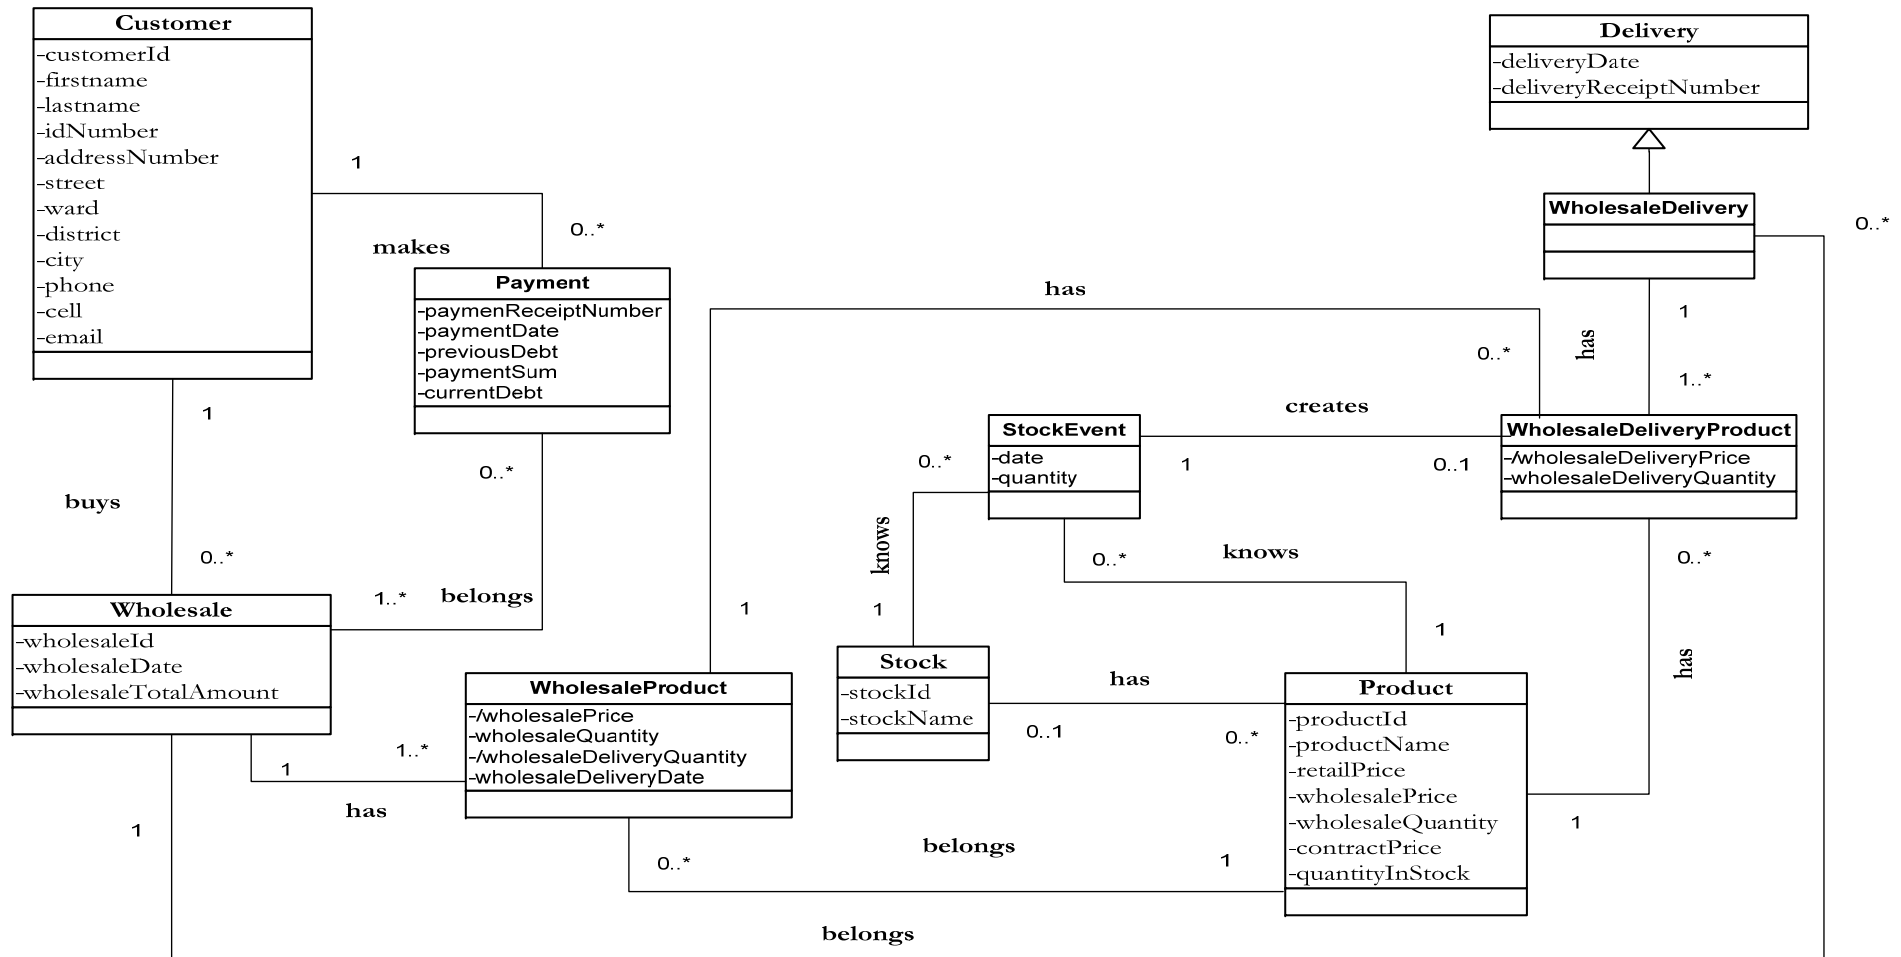 Customer
-customerId
-firstname
-lastname
-idNumber
-addressNumber
-street
-ward
-district
-city
-phone
-cell
-email
Delivery
-deliveryDate
-deliveryReceiptNumber
1
0..*
makes
Payment
-paymenReceiptNumber
-paymentDate
-previousDebt
-paymentSum
-currentDebt
WholesaleDelivery
0..*
has
0..*
has
1
1..*
1
buys
0..*
0..*
1..*
belongs
creates
1
0..1
StockEvent
-date
-quantity
WholesaleDeliveryProduct
-/wholesaleDeliveryPrice
-wholesaleDeliveryQuantity
0..*
knows
1
0..*
knows
1
0..*
has
1
Wholesale
-wholesaleId
-wholesaleDate
-wholesaleTotalAmount
1
WholesaleProduct
-/wholesalePrice
-wholesaleQuantity
-/wholesaleDeliveryQuantity
-wholesaleDeliveryDate
Stock
-stockId
-stockName
has
0..1
0..*
Product
-productId
-productName
-retailPrice
-wholesalePrice
-wholesaleQuantity
-contractPrice
-quantityInStock
1
1..*
has
1
0..*
belongs
1
belongs